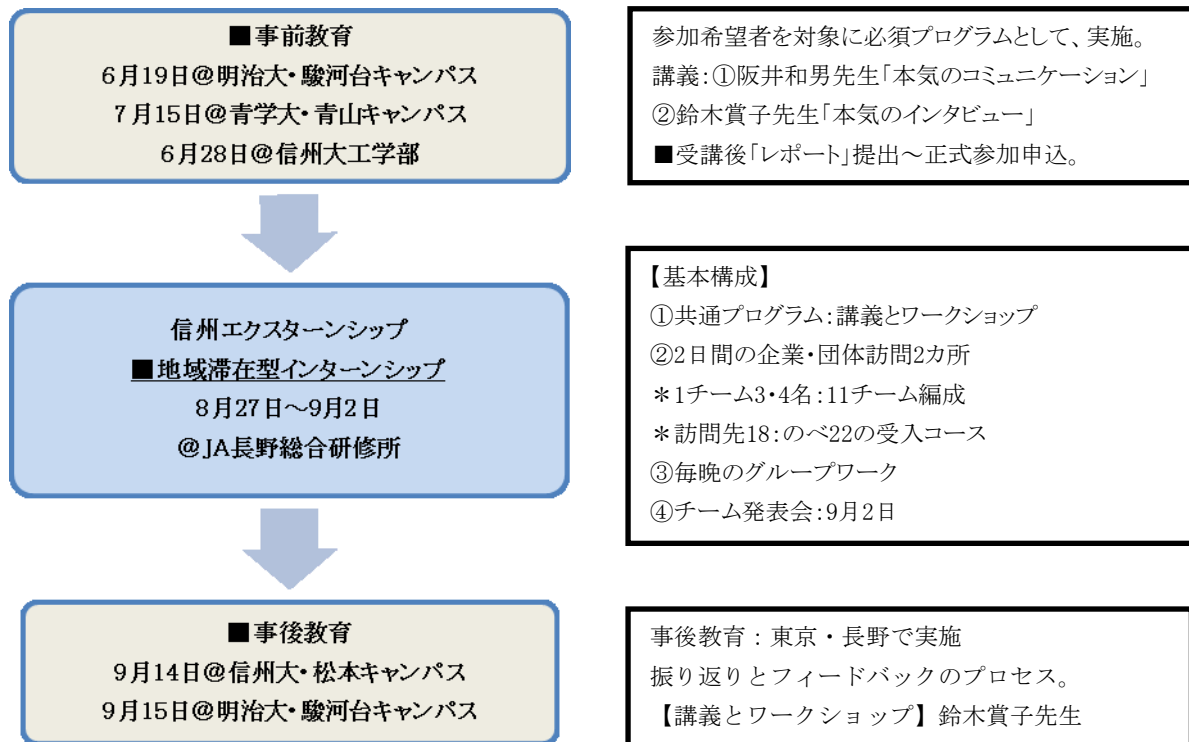 ■事前教育
6月19日@明治大・駿河台キャンパス
7月15日@青学大・青山キャンパス
6月28日@信州大工学部
参加希望者を対象に必須プログラムとして、実施。
講義:①阪井和男先生「本気のコミュニケーション」
②鈴木賞子先生「本気のインタビュー」
■受講後「レポート」提出～正式参加申込。
信州エクスターンシップ
■地域滞在型インターンシップ
8月27日～9月2日
@JA長野総合研修所
【基本構成】
①共通プログラム:講義とワークショップ
②2日間の企業・団体訪問2カ所
＊1チーム3・4名:11チーム編成
＊訪問先18:のべ22の受入コース
③毎晩のグループワーク
④チーム発表会:9月2日
■事後教育
9月14日@信州大・松本キャンパス
9月15日@明治大・駿河台キャンパス
事後教育：東京・長野で実施
振り返りとフィードバックのプロセス。
【講義とワークショップ】鈴木賞子先生